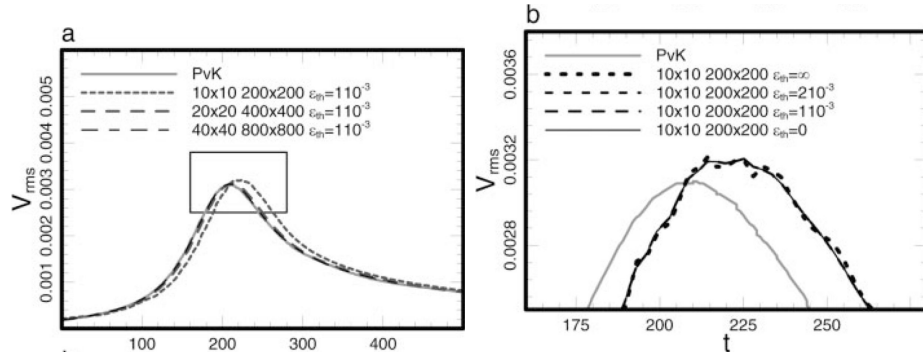 a
PvK
10x10 200x200 εth=110-3
20x20 400x400 εth=110-3
40x40 800x800 εth=110-3
Vrms
0.005
0.004
0.003
0.002
0.001
100
200
300
400
b
PvK
10x10 200x200 εth=∞
10x10 200x200 εth=210-3
10x10 200x200 εth=110-3
10x10 200x200 εth=0
Vrms
0.0036
0.0032
0.0028
175
200
225
250
t